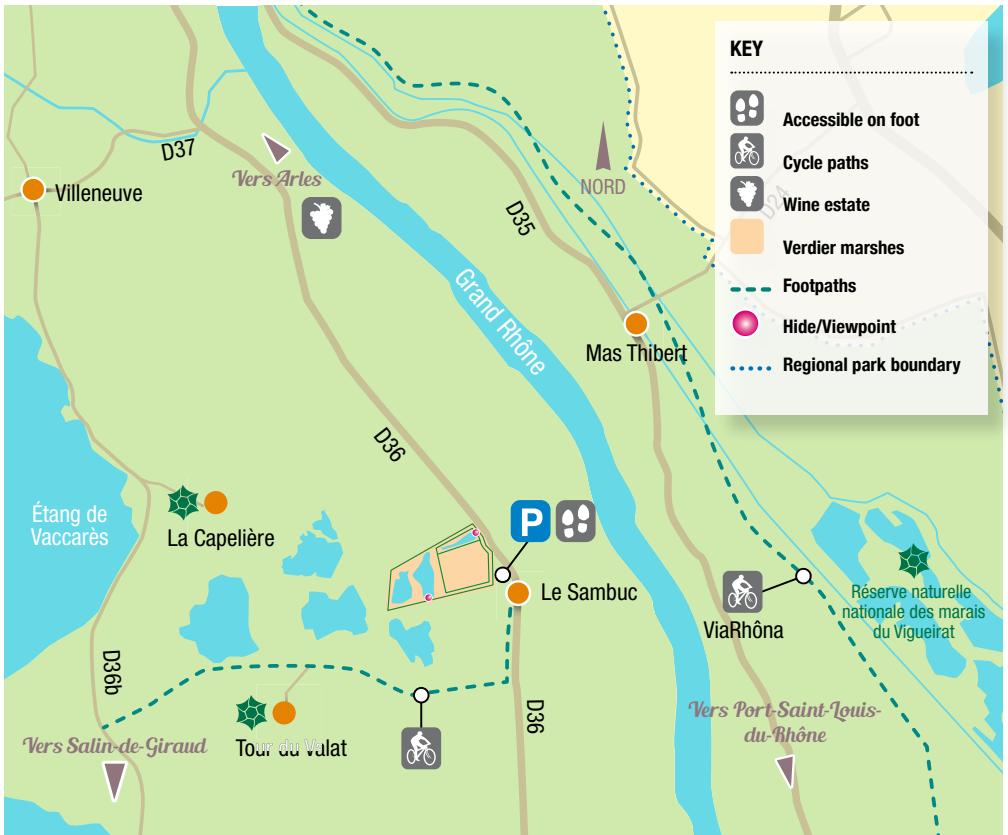 KEY
Accessible on foot
Cycle paths
Wine estate
Verdier marshes
Footpaths
Hide/Viewpoint
Regional park boundary
D37
Vers Arles
NORD
Villeneuve
D35
D24
Grand Rhône
Mas Thibert
D36
Étang de
Vaccarès
La Capelière
P
Le Sambuc
ViaRhôna
Réserve naturelle
nationale des marais
du Vigueirat
D36b
D36
Vers Salin-de-Giraud
Tour du Valat
Vers Port-Saint-Louis-
du-Rhône